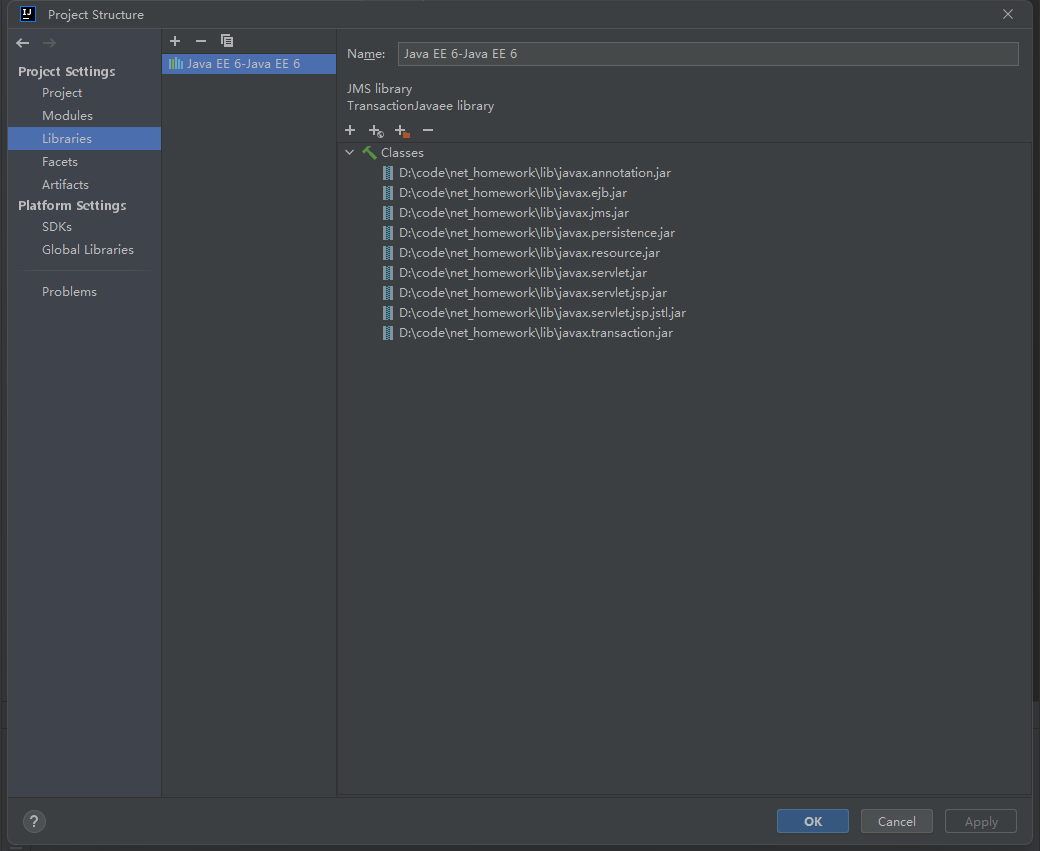 Project Structure
Project Settings
Project
Modules
Libraries
Facets
Artifacts
Platform Settings
SDKs
Global Libraries
Problems
Java EE 6-Java EE 6
Name: Java EE 6-Java EE 6
JMS library
TransactionJavaee library
Classes
D:\code\net_homework\lib\javax.annotation.jar
D:\code\net_homework\lib\javax.ejb.jar
D:\code\net_homework\lib\javax.jms.jar
D:\code\net_homework\lib\javax.persistence.jar
D:\code\net_homework\lib\javax.resource.jar
D:\code\net_homework\lib\javax.servlet.jar
D:\code\net_homework\lib\javax.servlet.jsp.jar
D:\code\net_homework\lib\javax.servlet.jsp.jstl.jar
D:\code\net_homework\lib\javax.transaction.jar
? OK Cancel Apply